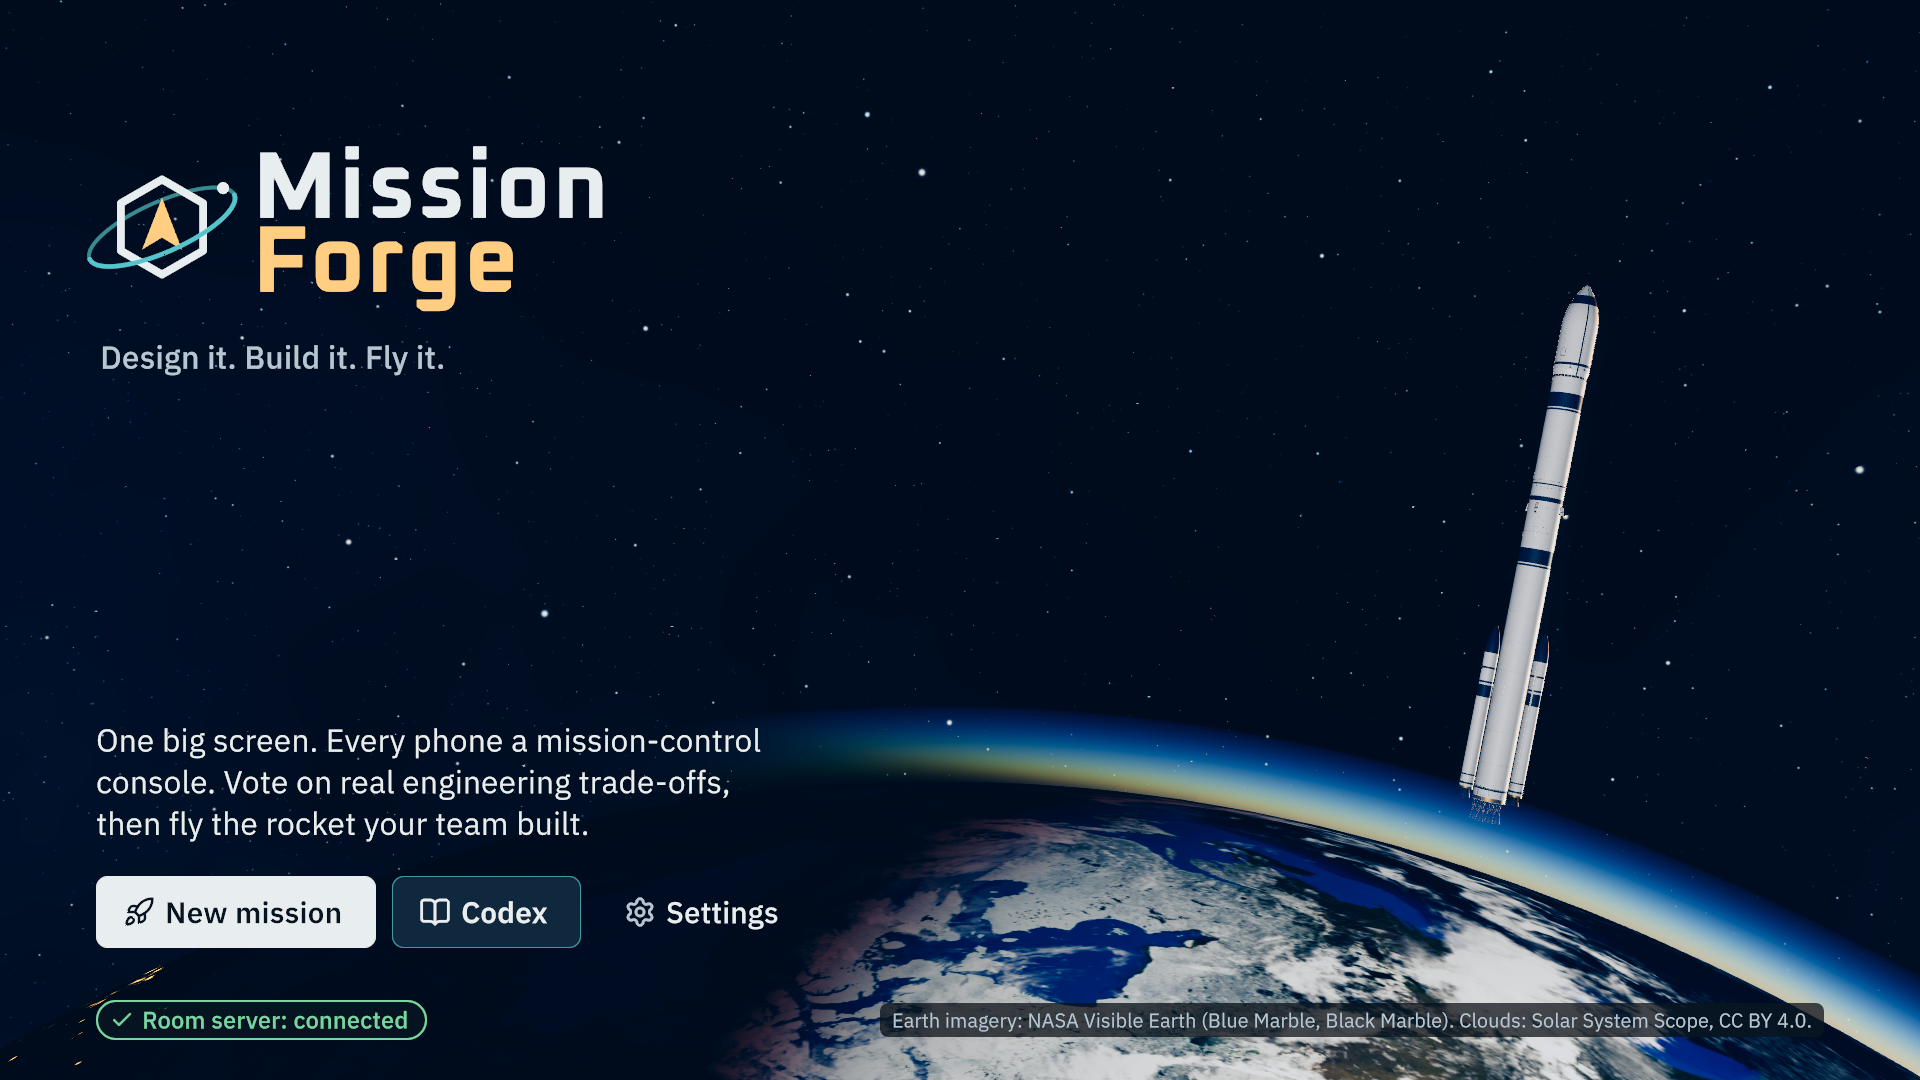 Mission
Forge
Design it. Build it. Fly it.
One big screen. Every phone a mission-control
console. Vote on real engineering trade-offs,
then fly the rocket your team built.
New mission
Codex
Settings
Room server: connected
Earth imagery: NASA Visible Earth (Blue Marble, Black Marble). Clouds: Solar System Scope, CC BY 4.0.